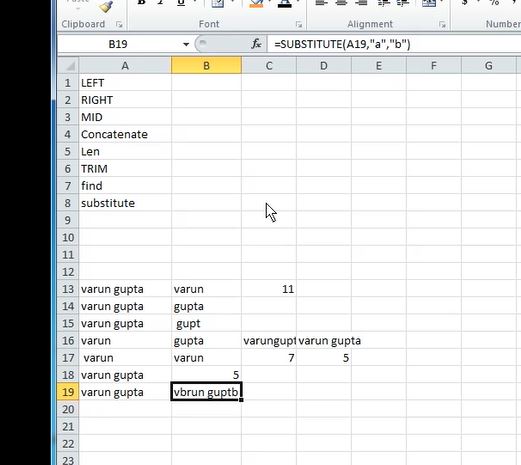 Paste
B I U
Clipboard Font Alignment Number
B19 fx =SUBSTITUTE(A19,"a","b")
A B C D E F G
1 LEFT
2 RIGHT
3 MID
4 Concatenate
5 Len
6 TRIM
7 find
8 substitute
9
10
11
12
13 varun gupta varun 11
14 varun gupta gupta
15 varun gupta gupt
16 varun gupta varungupt varun gupta
17 varun varun 7 5
18 varun gupta 5
19 varun gupta vbrun guptb
20
21
22
23